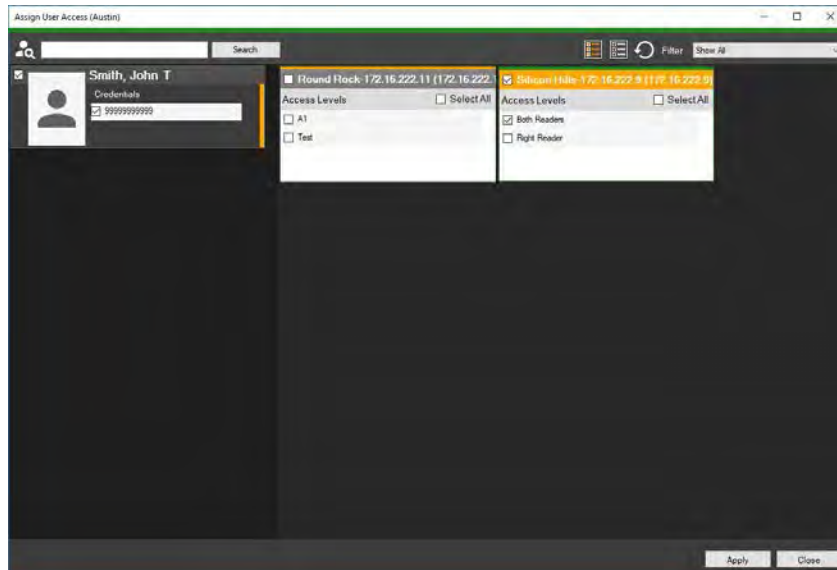 Assign User Access (Austin)
Search
Filter Show All
Smith, John T
Credentials
99999999999
Round Rock-172.16.222.11 (172.16.222.1
Access Levels Select All
A1
Test
Silicon Hills-172.16.222.9 (172.16.222.9)
Access Levels Select All
Both Readers
Right Reader
Apply Close